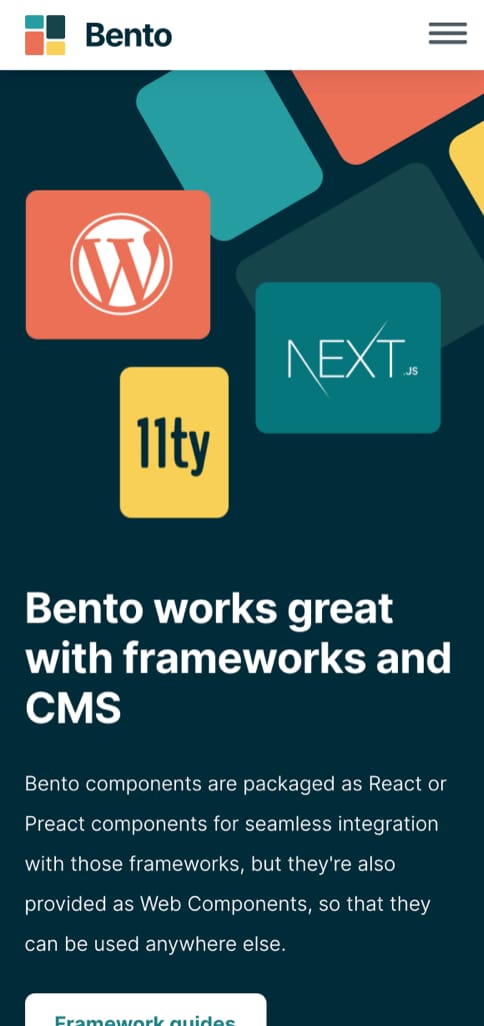 Bento
W
NEXT.JS
11ty
Bento works great
with frameworks and
CMS
Bento components are packaged as React or
Preact components for seamless integration
with those frameworks, but they're also
provided as Web Components, so that they
can be used anywhere else.
Framework guides